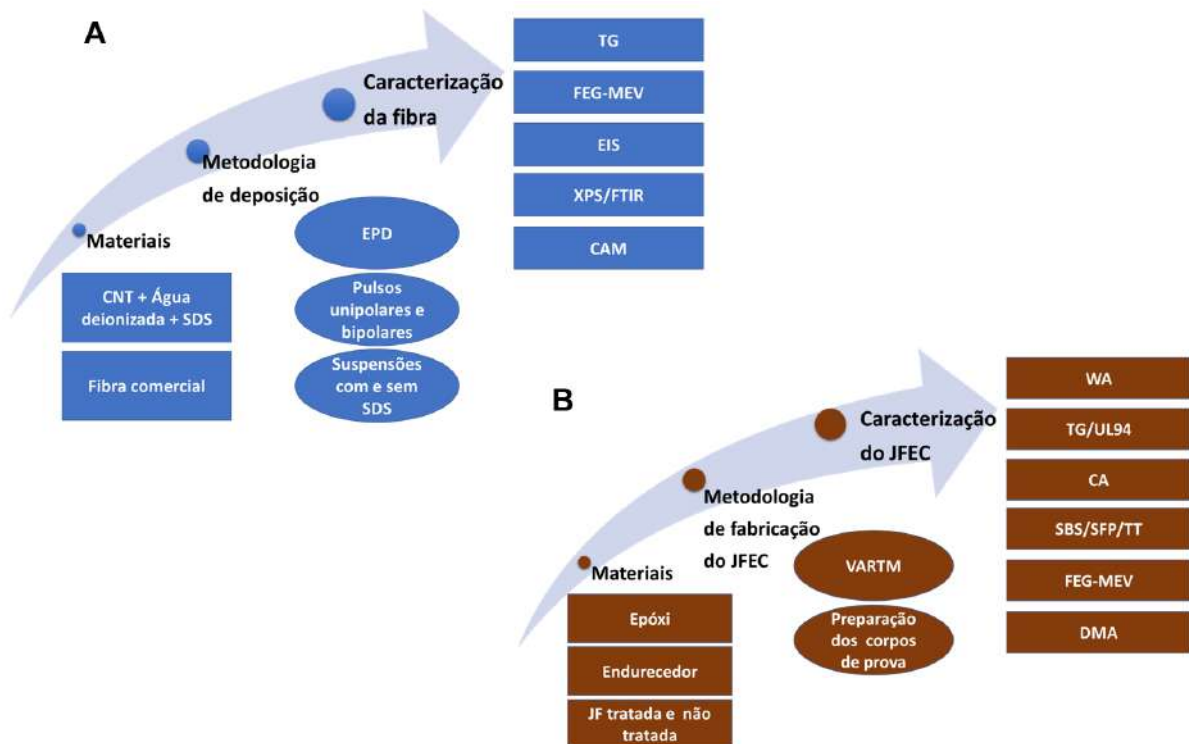 A
Materiais
CNT + Água
deionizada + SDS
Fibra comercial
Metodologia
de deposição
EPD
Pulsos
unipolares e
bipolares
Suspensões
com e sem
SDS
Caracterização
da fibra
TG
FEG-MEV
EIS
XPS/FTIR
CAM
B
Materiais
Epóxi
Endurecedor
JF tratada e não
tratada
Metodologia
de fabricação
do JFEC
VARTM
Preparação
dos corpos
de prova
Caracterização
do JFEC
WA
TG/UL94
CA
SBS/SFP/TT
FEG-MEV
DMA